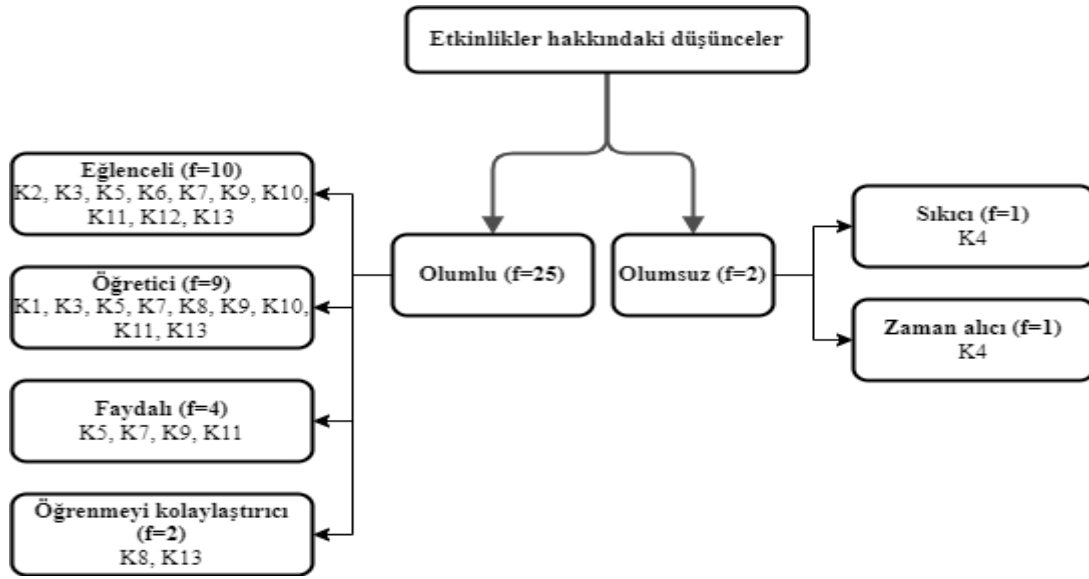 Etkinlikler hakkındaki düşünceler
Olumlu (f=25)
Eğlenceli (f=10)
K2, K3, K5, K6, K7, K9, K10,
K11, K12, K13
Öğretici (f=9)
K1, K3, K5, K7, K8, K9, K10,
K11, K13
Faydalı (f=4)
K5, K7, K9, K11
Öğrenmeyi kolaylaştırıcı
(f=2)
K8, K13
Olumsuz (f=2)
Sıkıcı (f=1)
K4
Zaman alıcı (f=1)
K4